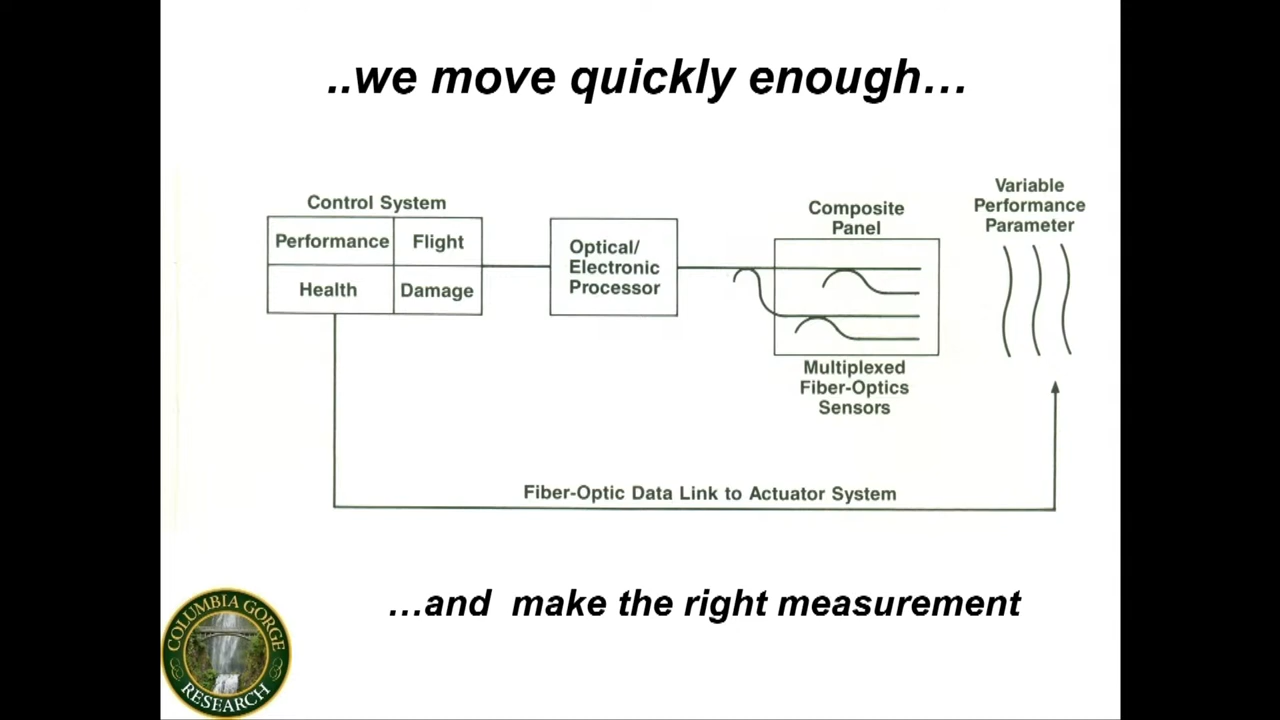 ..we move quickly enough…
Control System
Performance
Flight
Health
Damage
Optical/
Electronic
Processor
Composite
Panel
Variable
Performance
Parameter
Multiplexed
Fiber-Optics
Sensors
Fiber-Optic Data Link to Actuator System
…and  make the right measurement
COLUMBIA GORGE
RESEARCH